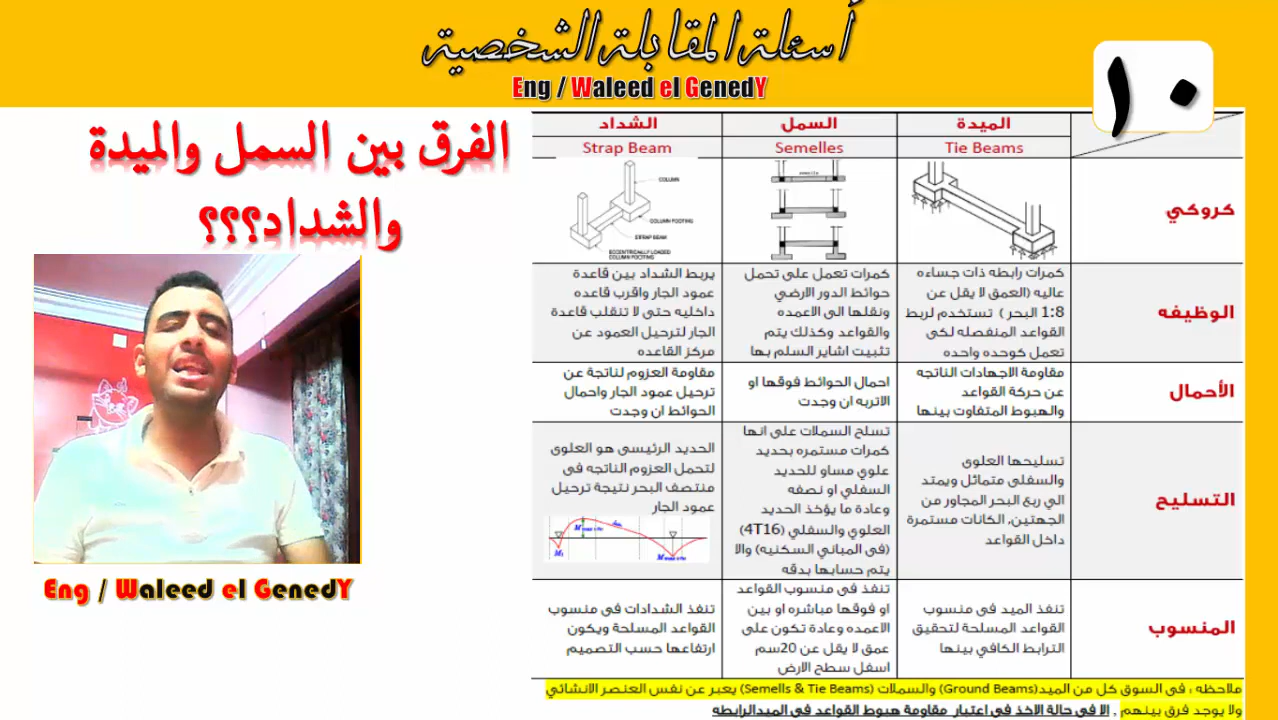 أسئلة المقابلة الشخصية
Eng / Waleed el GenedY
١٠
الفرق بين السمل والميدة
والشداد؟؟؟
Eng / Waleed el GenedY
الميدة
السمل
الشداد
Tie Beams
Semelles
Strap Beam
كروكي
COLUMN
COLUMN FOOTING
STRAP BEAM
ECCENTRICALLY LOADED
COLUMN FOOTING
الوظيفه
كمرات رابطه ذات جساءه
عاليه (العمق لا يقل عن
1:8 البحر ) تستخدم لربط
القواعد المنفصله لكى
تعمل كوحده واحده
كمرات تعمل على تحمل
حوائط الدور الارضي
ونقلها الى الاعمده
والقواعد وكذلك يتم
تثبيت اشاير السلم بها
يربط الشداد بين قاعدة
عمود الجار واقرب قاعده
داخليه حتى لا تنقلب قاعدة
الجار لترحيل العمود عن
مركز القاعده
الأحمال
مقاومة الاجهادات الناتجه
عن حركة القواعد
والهبوط المتفاوت بينها
احمال الحوائط فوقها او
الاتربه ان وجدت
مقاومة العزوم لناتجة عن
ترحيل عمود الجار واحمال
الحوائط ان وجدت
التسليح
تسليحها العلوى
والسفلي متماثل ويمتد
الي ربع البحر المجاور من
الجهتين, الكانات مستمرة
داخل القواعد
تسلح السملات على انها
كمرات مستمره بحديد
علوي مساو للحديد
السفلي او نصفه
وعادة ما يؤخذ الحديد
العلوي والسفلي (4T16)
(فى المباني السكنيه) والا
يتم حسابها بدقه
الحديد الرئيسى هو العلوى
لتحمل العزوم الناتجه فى
منتصف البحر نتيجة ترحيل
عمود الجار
المنسوب
تنفذ الميد فى منسوب
القواعد المسلحة لتحقيق
الترابط الكافي بينها
تنفذ فى منسوب القواعد
او فوقها مباشره او بين
الاعمده وعادة تكون على
عمق لا يقل عن 20سم
اسفل سطح الارض
تنفذ الشدادات فى منسوب
القواعد المسلحة ويكون
ارتفاعها حسب التصميم
ملاحظه : فى السوق كل من الميد(Ground Beams) والسملات (Semells & Tie Beams) يعبر عن نفس العنصر الانشائي
ولا يوجد فرق بينهم , الا فى حالة الاخذ فى اعتبار مقاومة هبوط القواعد فى الميدالرابطه